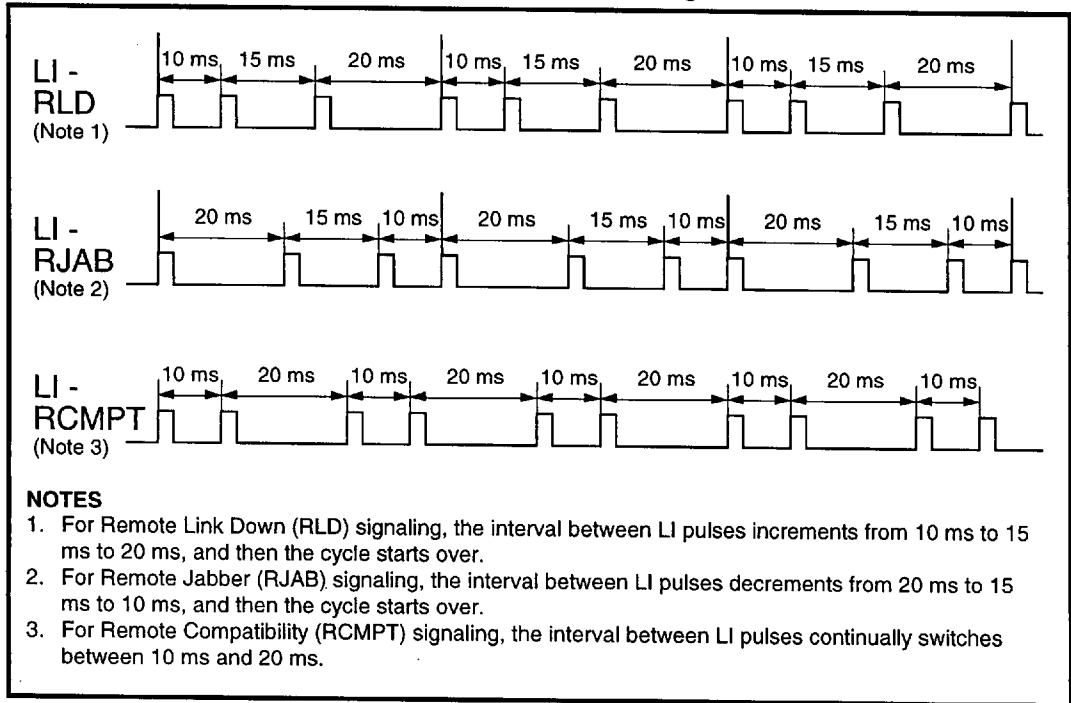 10 ms 15 ms 20 ms 10 ms 15 ms 20 ms 10 ms 15 ms 20 ms
LI -
RLD
(Note 1)
20 ms 15 ms 10 ms 20 ms 15 ms 10 ms 20 ms 15 ms 10 ms
LI -
RJAB
(Note 2)
10 ms 20 ms 10 ms 20 ms 10 ms 20 ms 10 ms 20 ms 10 ms
LI -
RCMPT
(Note 3)
NOTES
1. For Remote Link Down (RLD) signaling, the interval between LI pulses increments from 10 ms to 15
ms to 20 ms, and then the cycle starts over.
2. For Remote Jabber (RJAB) signaling, the interval between LI pulses decrements from 20 ms to 15
ms to 10 ms, and then the cycle starts over.
3. For Remote Compatibility (RCMPT) signaling, the interval between LI pulses continually switches
between 10 ms and 20 ms.